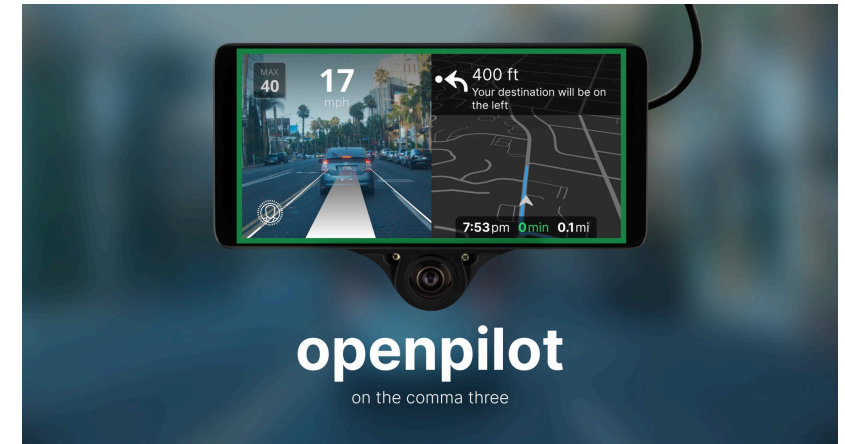 MAX
40
17
mph
400 ft
Your destination will be on
the left
7:53pm 0min 0.1mi
openpilot
on the comma three